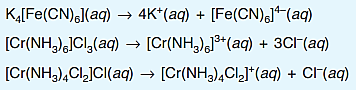 K₄[Fe(CN)₆](aq) → 4K⁺(aq) + [Fe(CN)₆]⁴⁻(aq)
[Cr(NH₃)₆]Cl₃(aq) → [Cr(NH₃)₆]³⁺(aq) + 3Cl⁻(aq)
[Cr(NH₃)₄Cl₂]Cl(aq) → [Cr(NH₃)₄Cl₂]⁺(aq) + Cl⁻(aq)